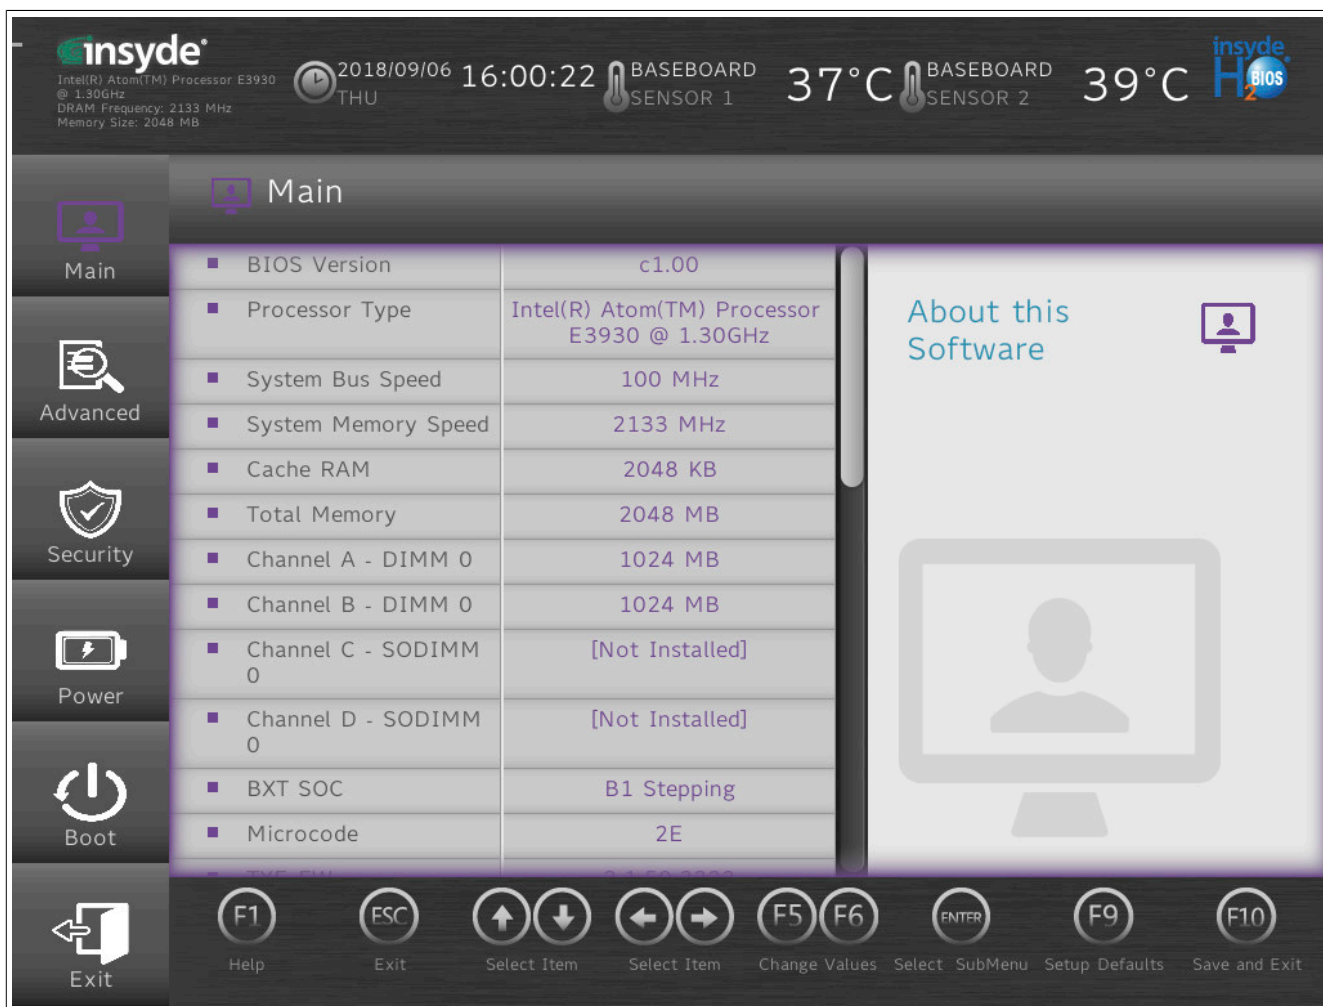 insyde
Intel(R) Atom(TM) Processor E3930
@ 1.30GHz
DRAM Frequency: 2133 MHz
Memory Size: 2048 MB
2018/09/06
THU
16:00:22
BASEBOARD
SENSOR 1
37°C
BASEBOARD
SENSOR 2
39°C
insyde
H2BIOS
Main
Advanced
Security
Power
Boot
Exit
Main
BIOS Version c1.00
Processor Type Intel(R) Atom(TM) Processor
E3930 @ 1.30GHz
System Bus Speed 100 MHz
System Memory Speed 2133 MHz
Cache RAM 2048 KB
Total Memory 2048 MB
Channel A - DIMM 0 1024 MB
Channel B - DIMM 0 1024 MB
Channel C - SODIMM [Not Installed]
0
Channel D - SODIMM [Not Installed]
0
BXT SOC B1 Stepping
Microcode 2E
About this
Software
F1
Help
ESC
Exit
Select Item
Select Item
F5 F6
Change Values
ENTER
Select SubMenu
F9
Setup Defaults
F10
Save and Exit